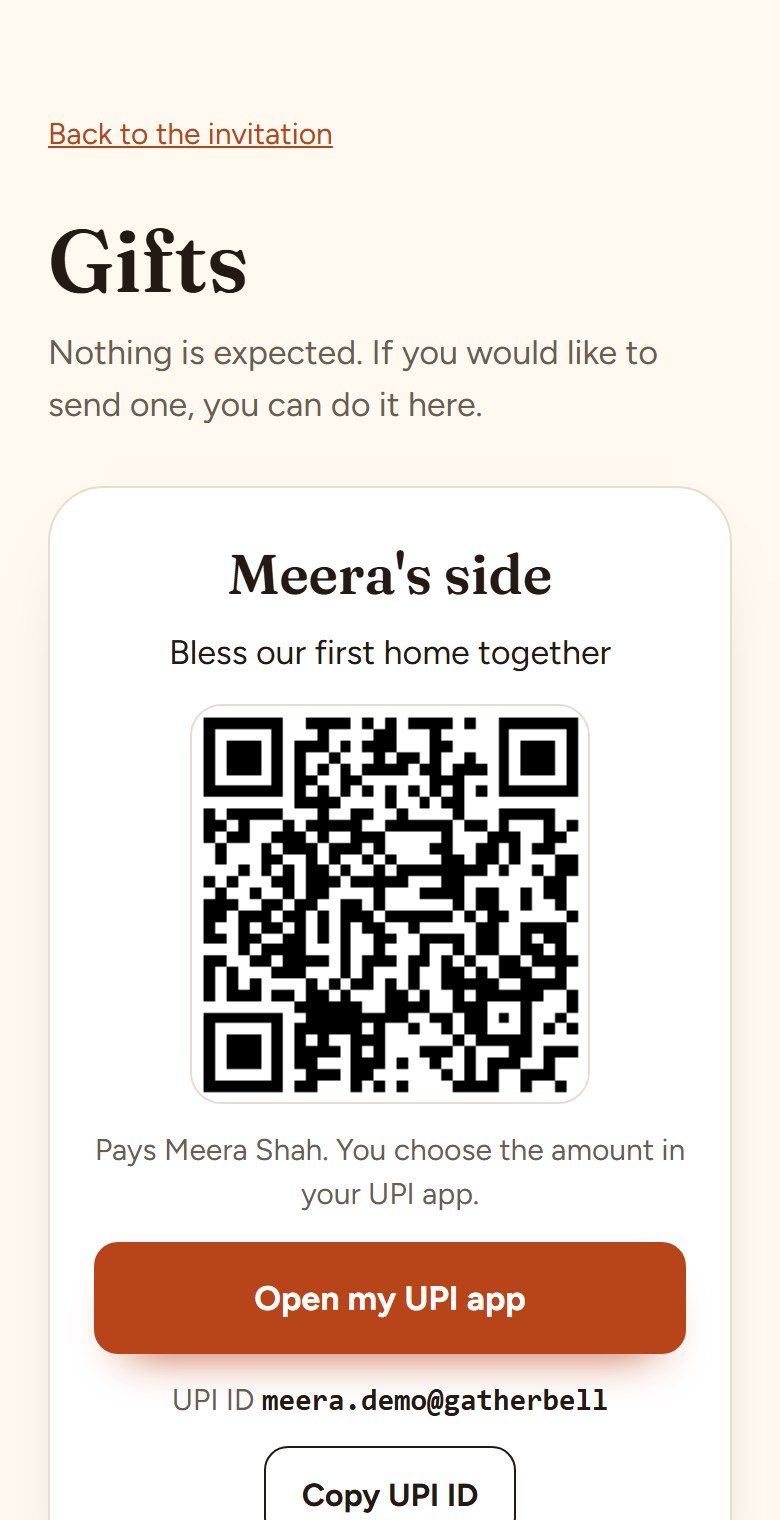 Back to the invitation
Gifts
Nothing is expected. If you would like to
send one, you can do it here.
Meera's side
Bless our first home together
Pays Meera Shah. You choose the amount in
your UPI app.
Open my UPI app
UPI ID meera.demo@gatherbell
Copy UPI ID